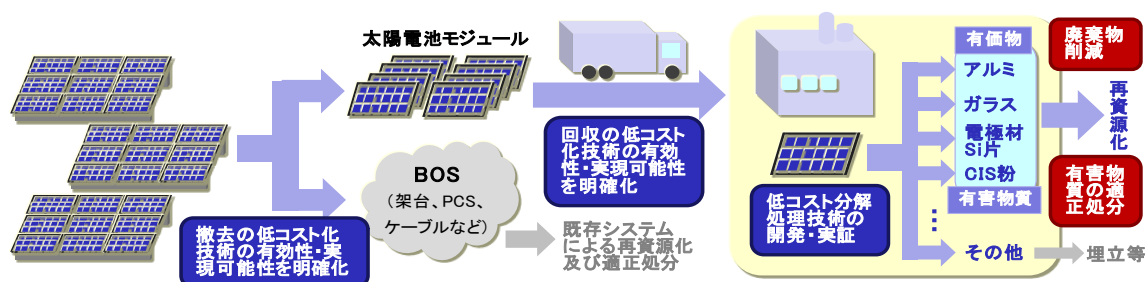 太陽電池モジュール
撤去の低コスト化
技術の有効性・実
現可能性を明確化
BOS
(架台、PCS、
ケーブルなど)
回収の低コスト
化技術の有効
性・実現可能性
を明確化
既存システム
による再資源化
及び適正処分
低コスト分解
処理技術の
開発・実証
有価物
アルミ
ガラス
電極材
Si片
CIS粉
有害物質
⋮
その他
廃棄物
削減
再資源化
有害物
質の適
正処分
埋立等